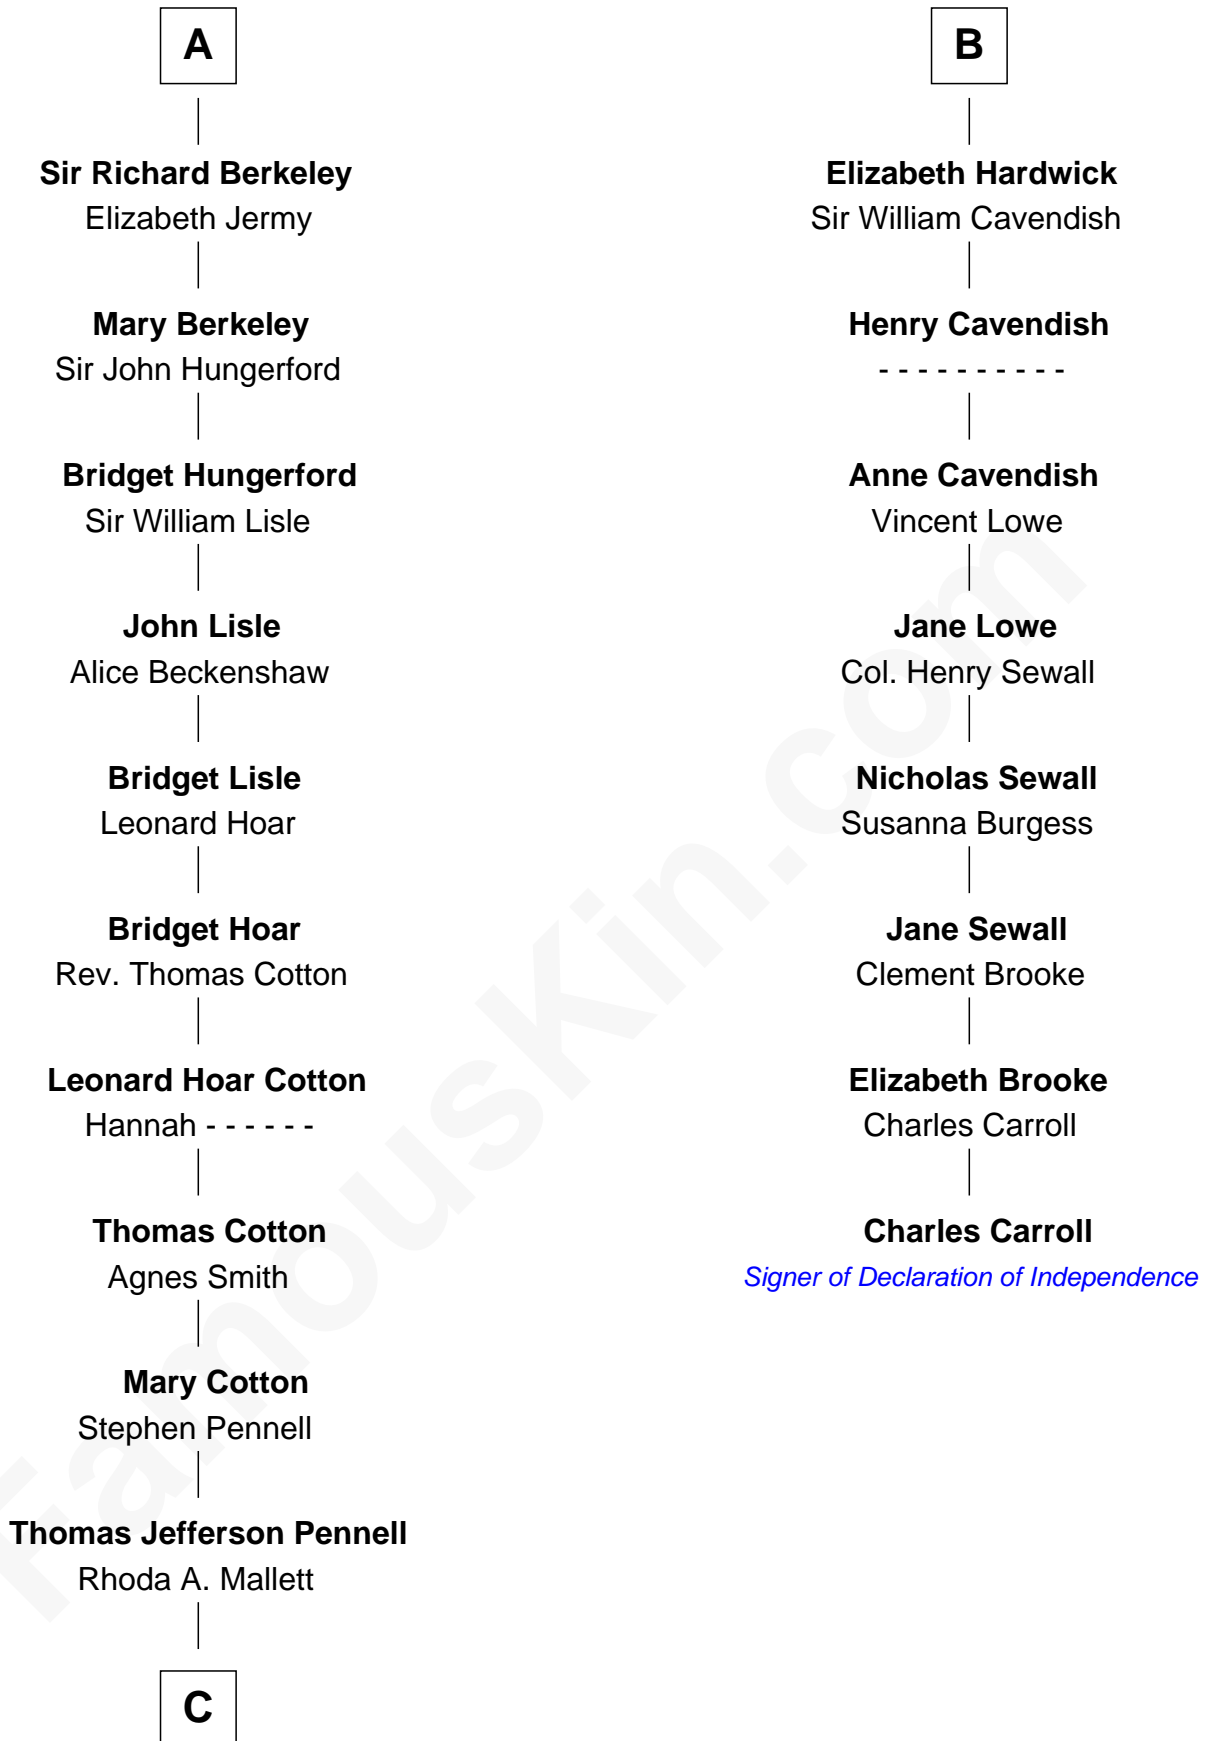 A
Sir Richard Berkeley
Elizabeth Jermy
Mary Berkeley
Sir John Hungerford
Bridget Hungerford
Sir William Lisle
John Lisle
Alice Beckenshaw
Bridget Lisle
Leonard Hoar
Bridget Hoar
Rev. Thomas Cotton
Leonard Hoar Cotton
Hannah - - - - - -
Thomas Cotton
Agnes Smith
Mary Cotton
Stephen Pennell
Thomas Jefferson Pennell
Rhoda A. Mallett
C
B
Elizabeth Hardwick
Sir William Cavendish
Henry Cavendish
- - - - - - - - - -
Anne Cavendish
Vincent Lowe
Jane Lowe
Col. Henry Sewall
Nicholas Sewall
Susanna Burgess
Jane Sewall
Clement Brooke
Elizabeth Brooke
Charles Carroll
Charles Carroll
Signer of Declaration of Independence
FamousKin.com